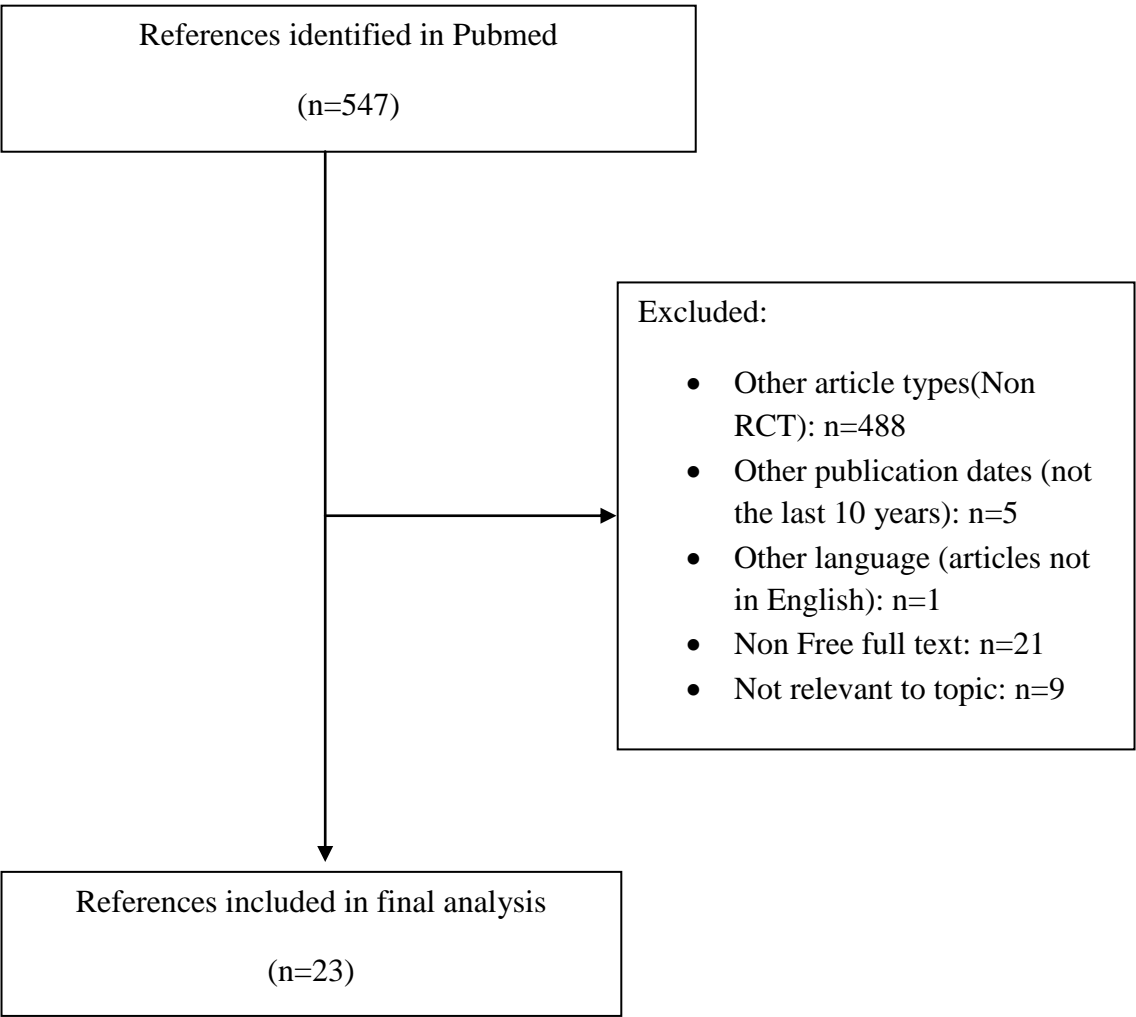 References identified in Pubmed
(n=547)
Excluded:
• Other article types(Non
RCT): n=488
• Other publication dates (not
the last 10 years): n=5
• Other language (articles not
in English): n=1
• Non Free full text: n=21
• Not relevant to topic: n=9
References included in final analysis
(n=23)